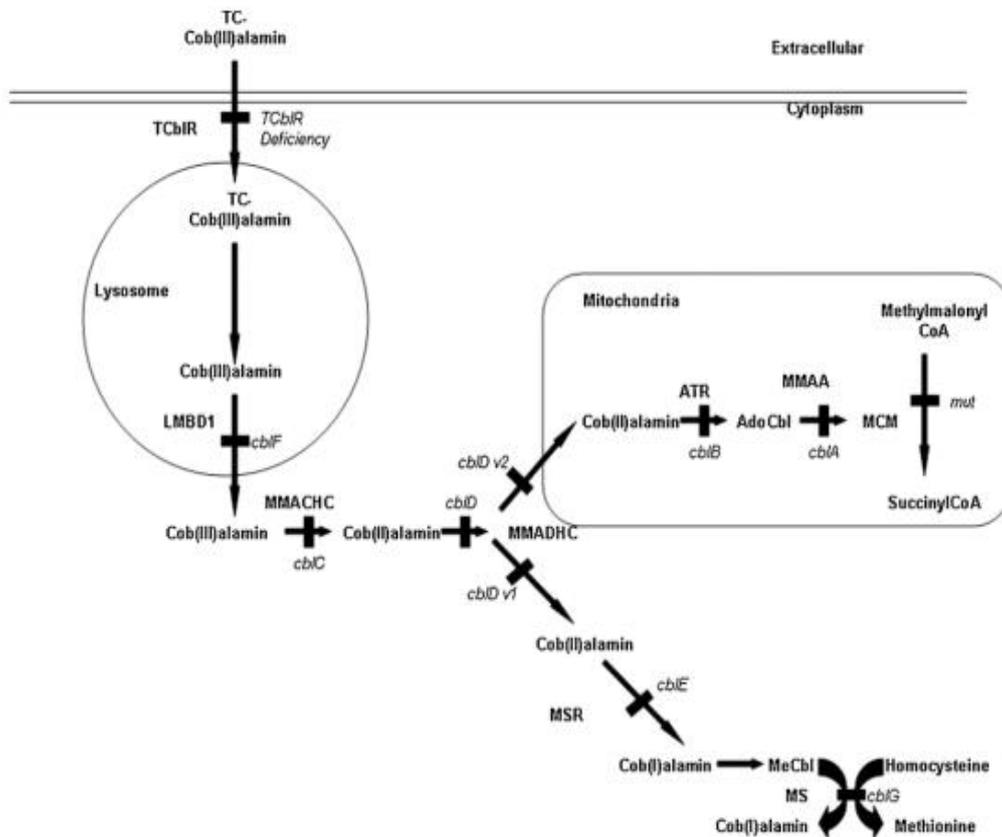 TC-
Cob(III)alamin
Extracellular
Cytoplasm
TCblR
TCblR
Deficiency
TC-
Cob(III)alamin
Lysosome
Cob(III)alamin
LMBD1
cblF
Cob(III)alamin
MMACHC
cblC
Cob(II)alamin
cblD
MMADHC
cblD v2
cblD v1
Mitochondria
Methylmalonyl
CoA
ATR
MMAA
Cob(II)alamin
AdoCbl
MCM
mut
cblB
cblA
SuccinylCoA
Cob(II)alamin
cblE
MSR
Cob(I)alamin
MeCbl
Homocysteine
MS
cblG
Cob(I)alamin
Methionine